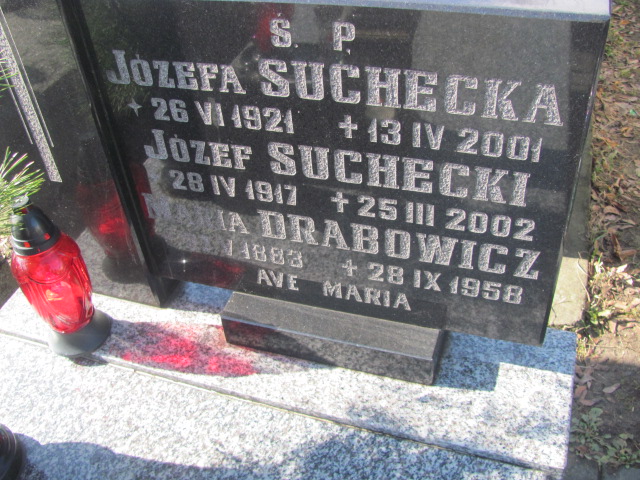 Ś. P.
JÓZEFA SUCHECKA
26 VI 1921 ✝ 13 IV 2001
JÓZEF SUCHECKI
28 IV 1917 ✝ 25 III 2002
MARIA DRABOWICZ
1883 ✝ 28 IX 1958
AVE MARIA